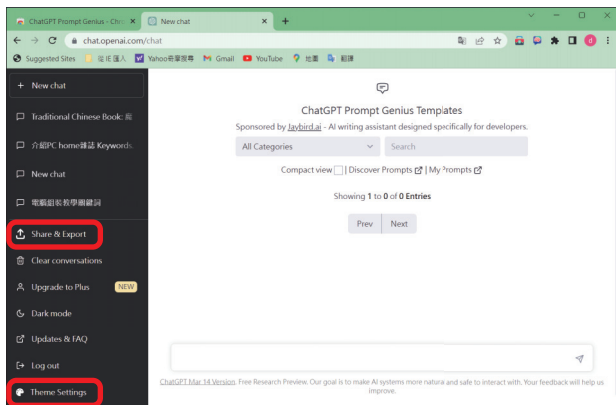 ChatGPT Prompt Genius - Chr
New chat
chat.openai.com/chat
Suggested Sites
從 IE 匯入
Yahoo奇摩搜尋
Gmail
YouTube
地圖
翻譯
d
+ New chat
Traditional Chinese Book:
介紹PC home雜誌 Keywords.
New chat
電腦組裝教學關鍵詞
Share & Export
Clear conversations
Upgrade to Plus
NEW
Dark mode
Updates & FAQ
Log out
Theme Settings
ChatGPT Prompt Genius Templates
Sponsored by Jaybird.ai - AI writing assistant designed specifically for developers.
All Categories
Search
Compact view | Discover Prompts | My Prompts
Showing 1 to 0 of 0 Entries
Prev
Next
ChatGPT Mar 14 Version. Free Research Preview. Our goal is to make AI systems more natura and safe to interact with. Your feedback will help us
improve.